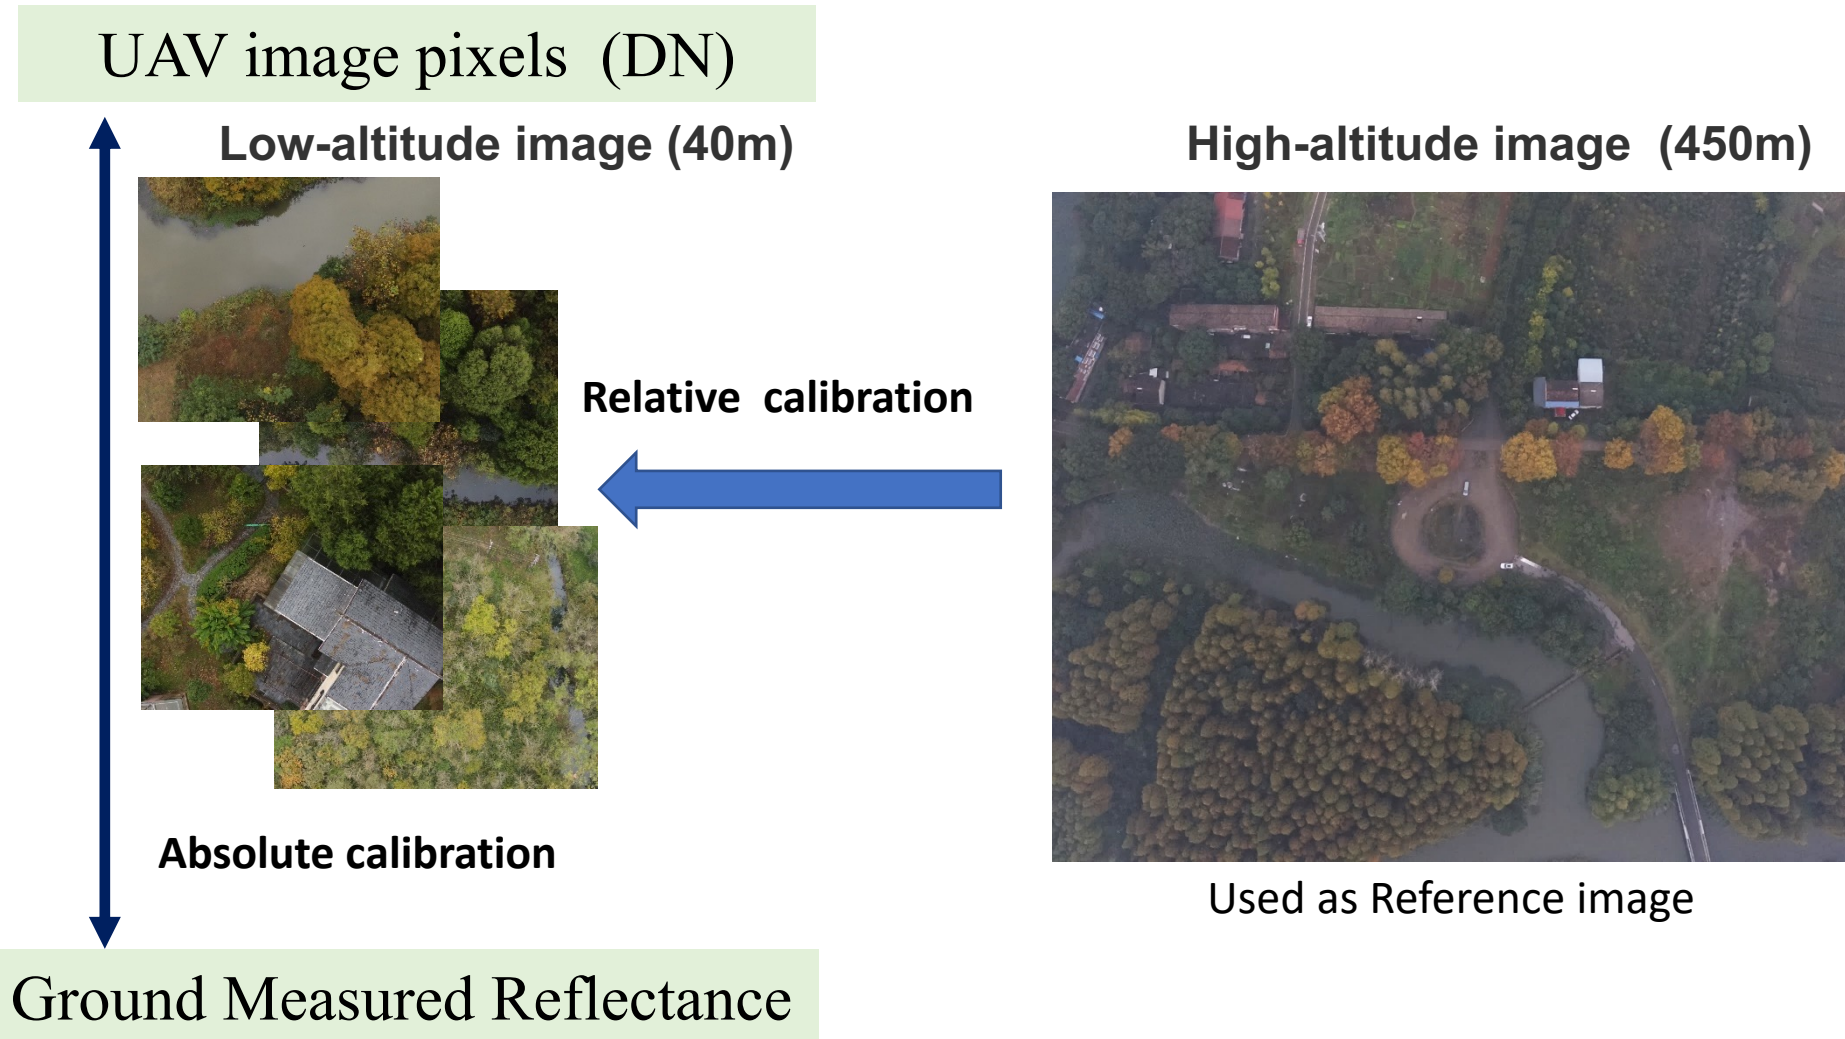 UAV image pixels (DN)
Low-altitude image (40m)
High-altitude image (450m)
Relative calibration
Absolute calibration
Used as Reference image
Ground Measured Reflectance